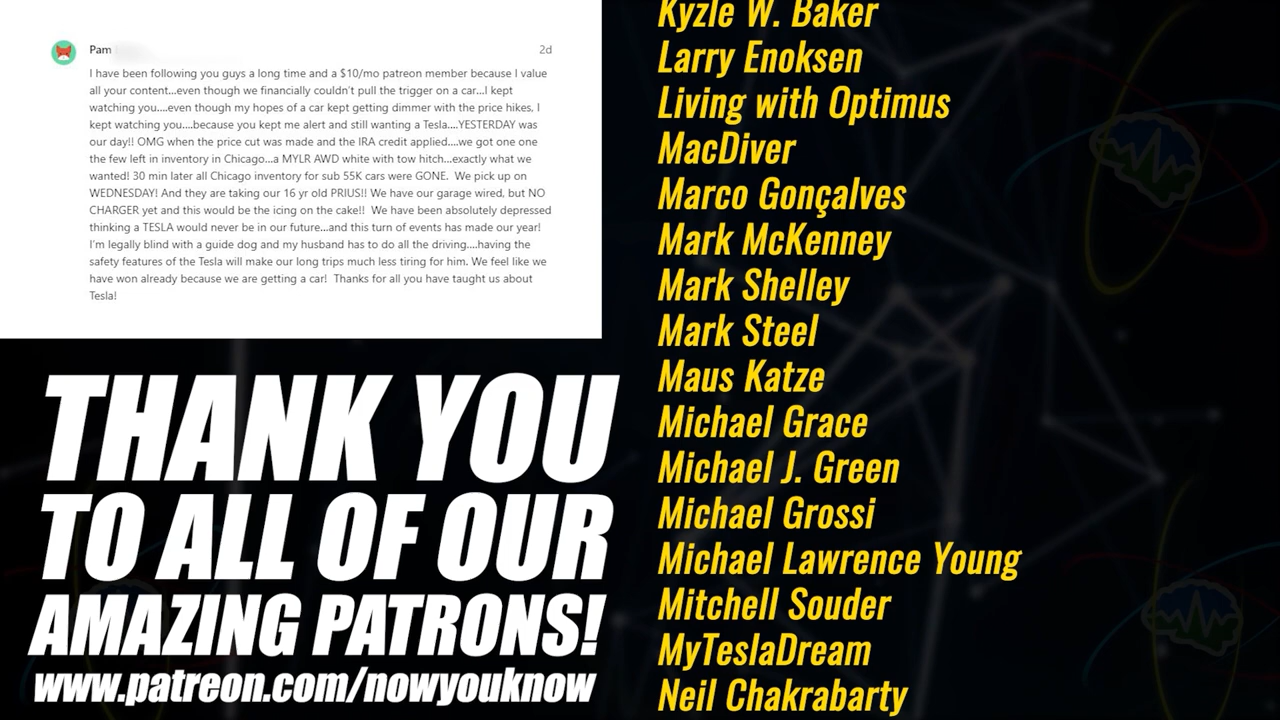 Pam
2d
I have been following you guys a long time and a $10/mo patreon member because I value
all your content...even though we financially couldn't pull the trigger on a car...I kept
watching you....even though my hopes of a car kept getting dimmer with the price hikes, I
kept watching you....because you kept me alert and still wanting a Tesla....YESTERDAY was
our day!! OMG when the price cut was made and the IRA credit applied....we got one one
the few left in inventory in Chicago...a MYLR AWD white with tow hitch...exactly what we
wanted! 30 min later all Chicago inventory for sub 55K cars were GONE.  We pick up on
WEDNESDAY! And they are taking our 16 yr old PRIUS!! We have our garage wired, but NO
CHARGER yet and this would be the icing on the cake!!  We have been absolutely depressed
thinking a TESLA would never be in our future...and this turn of events has made our year!
I'm legally blind with a guide dog and my husband has to do all the driving....having the
safety features of the Tesla will make our long trips much less tiring for him. We feel like we
have won already because we are getting a car!  Thanks for all you have taught us about
Tesla!
THANK YOU
TO ALL OF OUR
AMAZING PATRONS!
www.patreon.com/nowyouknow
Kyzle W. Baker
Larry Enoksen
Living with Optimus
MacDiver
Marco Gonçalves
Mark McKenney
Mark Shelley
Mark Steel
Maus Katze
Michael Grace
Michael J. Green
Michael Grossi
Michael Lawrence Young
Mitchell Souder
MyTeslaDream
Neil Chakrabarty